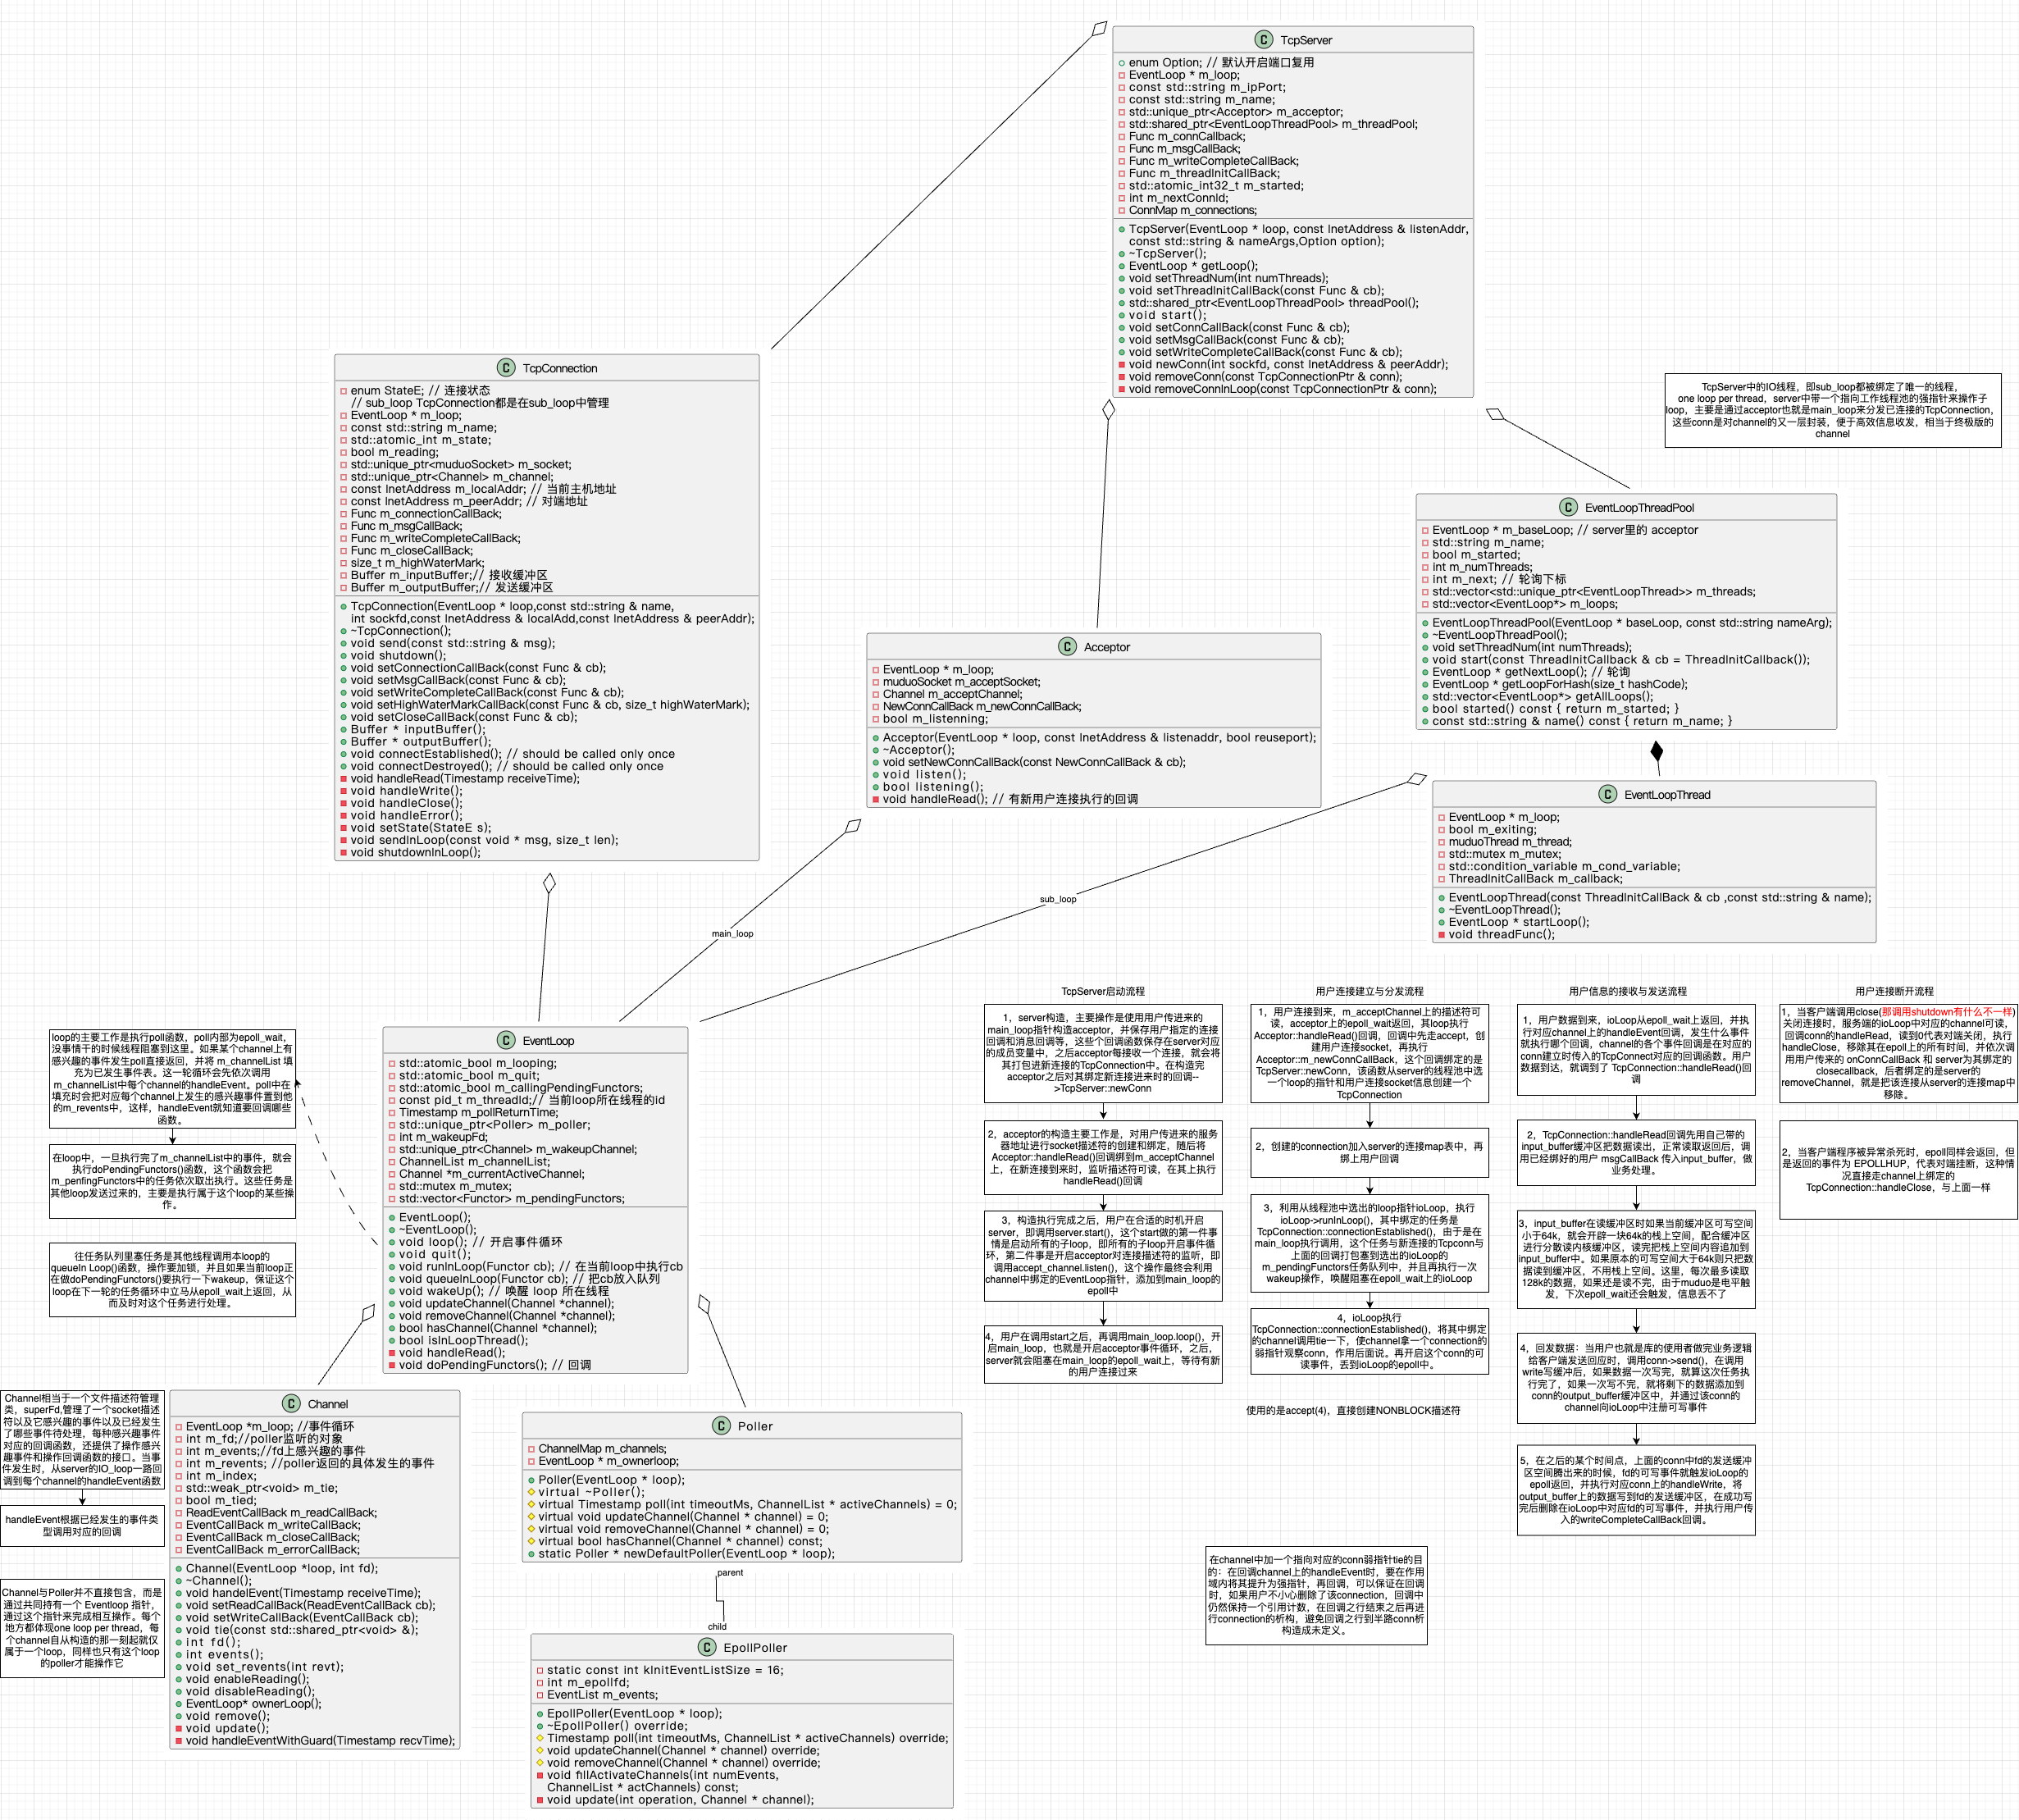 TcpServer
enum Option; // 默认开启端口复用
EventLoop * m_loop;
const std::string m_ipPort;
const std::string m_name;
std::unique_ptr<Acceptor> m_acceptor;
std::shared_ptr<EventLoopThreadPool> m_threadPool;
Func m_connCallback;
Func m_msgCallBack;
Func m_writeCompleteCallBack;
Func m_threadInitCallBack;
std::atomic_int32_t m_started;
int m_nextConnId;
ConnMap m_connections;
TcpServer(EventLoop * loop, const InetAddress & listenAddr,
const std::string & nameArgs,Option option);
~TcpServer();
EventLoop * getLoop();
void setThreadNum(int numThreads);
void setThreadInitCallBack(const Func & cb);
std::shared_ptr<EventLoopThreadPool> threadPool();
void start();
void setConnCallBack(const Func & cb);
void setMsgCallBack(const Func & cb);
void setWriteCompleteCallBack(const Func & cb);
void newConn(int sockfd, const InetAddress & peerAddr);
void removeConn(const TcpConnectionPtr & conn);
void removeConnInLoop(const TcpConnectionPtr & conn);
TcpServer中的IO线程，即sub_loop都被绑定了唯一的线程，
one loop per thread，server中带一个指向工作线程池的强指针来操作子
loop，主要是通过acceptor也就是main_loop来分发已连接的TcpConnection，
这些conn是对channel的又一层封装，便于高效信息收发，相当于终极版的
channel
TcpConnection
enum StateE; // 连接状态
// sub_loop TcpConnection都是在sub_loop中管理
EventLoop * m_loop;
const std::string m_name;
std::atomic_int m_state;
bool m_reading;
std::unique_ptr<muduoSocket> m_socket;
std::unique_ptr<Channel> m_channel;
const InetAddress m_localAddr; // 当前主机地址
const InetAddress m_peerAddr; // 对端地址
Func m_connectionCallBack;
Func m_msgCallBack;
Func m_writeCompleteCallBack;
Func m_closeCallBack;
size_t m_highWaterMark;
Buffer m_inputBuffer;// 接收缓冲区
Buffer m_outputBuffer;// 发送缓冲区
TcpConnection(EventLoop * loop,const std::string & name,
int sockfd,const InetAddress & localAdd,const InetAddress & peerAddr);
~TcpConnection();
void send(const std::string & msg);
void shutdown();
void setConnectionCallBack(const Func & cb);
void setMsgCallBack(const Func & cb);
void setWriteCompleteCallBack(const Func & cb);
void setHighWaterMarkCallBack(const Func & cb, size_t highWaterMark);
void setCloseCallBack(const Func & cb);
Buffer * inputBuffer();
Buffer * outputBuffer();
void connectEstablished(); // should be called only once
void connectDestroyed(); // should be called only once
void handleRead(Timestamp receiveTime);
void handleWrite();
void handleClose();
void handleError();
void setState(StateE s);
void sendInLoop(const void * msg, size_t len);
void shutdownInLoop();
EventLoopThreadPool
EventLoop * m_baseLoop; // server里的 acceptor
std::string m_name;
bool m_started;
int m_numThreads;
int m_next; // 轮询下标
std::vector<std::unique_ptr<EventLoopThread>> m_threads;
std::vector<EventLoop*> m_loops;
EventLoopThreadPool(EventLoop * baseLoop, const std::string nameArg);
~EventLoopThreadPool();
void setThreadNum(int numThreads);
void start(const ThreadInitCallback & cb = ThreadInitCallback());
EventLoop * getNextLoop(); // 轮询
EventLoop * getLoopForHash(size_t hashCode);
std::vector<EventLoop*> getAllLoops();
bool started() const { return m_started; }
const std::string & name() const { return m_name; }
Acceptor
EventLoop * m_loop;
muduoSocket m_acceptSocket;
Channel m_acceptChannel;
NewConnCallBack m_newConnCallBack;
bool m_listenning;
Acceptor(EventLoop * loop, const InetAddress & listenaddr, bool reuseport);
~Acceptor();
void setNewConnCallBack(const NewConnCallBack & cb);
void listen();
bool listening();
void handleRead(); // 有新用户连接执行的回调
EventLoopThread
EventLoop * m_loop;
bool m_exiting;
muduoThread m_thread;
std::mutex m_mutex;
std::condition_variable m_cond_variable;
ThreadInitCallBack m_callback;
EventLoopThread(const ThreadInitCallBack & cb ,const std::string & name);
~EventLoopThread();
EventLoop * startLoop();
void threadFunc();
sub_loop
main_loop
loop的主要工作是执行poll函数，poll内部为epoll_wait，
没事情干的时候线程阻塞到这里。如果某个channel上有
感兴趣的事件发生poll直接返回，并将 m_channelList 填
充为已发生事件表。这一轮循环会先依次调用
m_channelList中每个channel的handleEvent。poll中在
填充时会把对应每个channel上发生的感兴趣事件置到他
的m_revents中，这样，handleEvent就知道要回调哪些
函数。
在loop中，一旦执行完了m_channelList中的事件，就会
执行doPendingFunctors()函数，这个函数会把
m_penfingFunctors中的任务依次取出执行。这些任务是
其他loop发送过来的，主要是执行属于这个loop的某些操
作。
往任务队列里塞任务是其他线程调用本loop的
queueIn Loop()函数，操作要加锁，并且如果当前loop正
在做doPendingFunctors()要执行一下wakeup，保证这个
loop在下一轮的任务循环中立马从epoll_wait上返回，从
而及时对这个任务进行处理。
EventLoop
std::atomic_bool m_looping;
std::atomic_bool m_quit;
std::atomic_bool m_callingPendingFunctors;
const pid_t m_threadId;// 当前loop所在线程的id
Timestamp m_pollReturnTime;
std::unique_ptr<Poller> m_poller;
int m_wakeupFd;
std::unique_ptr<Channel> m_wakeupChannel;
ChannelList m_channelList;
Channel *m_currentActiveChannel;
std::mutex m_mutex;
std::vector<Functor> m_pendingFunctors;
EventLoop();
~EventLoop();
void loop(); // 开启事件循环
void quit();
void runInLoop(Functor cb); // 在当前loop中执行cb
void queueInLoop(Functor cb); // 把cb放入队列
void wakeUp(); // 唤醒 loop 所在线程
void updateChannel(Channel *channel);
void removeChannel(Channel *channel);
bool hasChannel(Channel *channel);
bool isInLoopThread();
void handleRead();
void doPendingFunctors(); // 回调
TcpServer启动流程
1，server构造，主要操作是使用用户传进来的
main_loop指针构造acceptor，并保存用户指定的连接
回调和消息回调等，这些个回调函数保存在server对应
的成员变量中，之后acceptor每接收一个连接，就会将
其打包进新连接的TcpConnection中。在构造完
acceptor之后对其绑定新连接进来时的回调--
>TcpServer::newConn
2，acceptor的构造主要工作是，对用户传进来的服务
器地址进行socket描述符的创建和绑定，随后将
Acceptor::handleRead()回调绑到m_acceptChannel
上，在新连接到来时，监听描述符可读，在其上执行
handleRead()回调
3，构造执行完成之后，用户在合适的时机开启
server，即调用server.start()，这个start做的第一件事
情是启动所有的子loop，即所有的子loop开启事件循
环，第二件事是开启acceptor对连接描述符的监听，即
调用accept_channel.listen()，这个操作最终会利用
channel中绑定的EventLoop指针，添加到main_loop的
epoll中
4，用户在调用start之后，再调用main_loop.loop()，开
启main_loop，也就是开启acceptor事件循环，之后，
server就会阻塞在main_loop的epoll_wait上，等待有新
的用户连接过来
用户连接建立与分发流程
1，用户连接到来，m_acceptChannel上的描述符可
读，acceptor上的epoll_wait返回，其loop执行
Acceptor::handleRead()回调，回调中先走accept，创
建用户连接socket，再执行
Acceptor::m_newConnCallBack，这个回调绑定的是
TcpServer::newConn，该函数从server的线程池中选
一个loop的指针和用户连接socket信息创建一个
TcpConnection
2，创建的connection加入server的连接map表中，再
绑上用户回调
3，利用从线程池中选出的loop指针ioLoop，执行
ioLoop->runInLoop()，其中绑定的任务是
TcpConnection::connectionEstablished()，由于是在
main_loop执行调用，这个任务与新连接的Tcpconn与
上面的回调打包塞到选出的ioLoop的
m_pendingFunctors任务队列中，并且再执行一次
wakeup操作，唤醒阻塞在epoll_wait上的ioLoop
4，ioLoop执行
TcpConnection::connectionEstablished()，将其中绑定
的channel调用tie一下，使channel拿一个connection的
弱指针观察conn，作用后面说。再开启这个conn的可
读事件，丢到ioLoop的epoll中。
使用的是accept(4)，直接创建NONBLOCK描述符
用户信息的接收与发送流程
1，用户数据到来，ioLoop从epoll_wait上返回，并执
行对应channel上的handleEvent回调，发生什么事件
就执行哪个回调，channel的各个事件回调是在对应的
conn建立时传入的TcpConnect对应的回调函数。用户
数据到达，就调到了 TcpConnection::handleRead()回
调
2，TcpConnection::handleRead回调先用自己带的
input_buffer缓冲区把数据读出，正常读取返回后，调
用已经绑好的用户 msgCallBack 传入input_buffer，做
业务处理。
3，input_buffer在读缓冲区时如果当前缓冲区可写空间
小于64k，就会开辟一块64k的栈上空间，配合缓冲区
进行分散读内核缓冲区，读完把栈上空间内容追加到
input_buffer中。如果原本的可写空间大于64k则只把数
据读到缓冲区，不用栈上空间。这里，每次最多读取
128k的数据，如果还是读不完，由于muduo是电平触
发，下次epoll_wait还会触发，信息丢不了
4，回发数据：当用户也就是库的使用者做完业务逻辑
给客户端发送回应时，调用conn->send()，在调用
write写缓冲后，如果数据一次写完，就算这次任务执
行完了，如果一次写不完，就将剩下的数据添加到
conn的output_buffer缓冲区中，并通过该conn的
channel向ioLoop中注册可写事件
5，在之后的某个时间点，上面的conn中fd的发送缓冲
区空间腾出来的时候，fd的可写事件就触发ioLoop的
epoll返回，并执行对应conn上的handleWrite，将
output_buffer上的数据写到fd的发送缓冲区，在成功写
完后删除在ioLoop中对应fd的可写事件，并执行用户传
入的writeCompleteCallBack回调。
用户连接断开流程
1，当客户端调用close(那调用shutdown有什么不一样)
关闭连接时，服务端的ioLoop中对应的channel可读，
回调conn的handleRead，读到0代表对端关闭，执行
handleClose，移除其在epoll上的所有时间，并依次调
用用户传来的 onConnCallBack 和 server为其绑定的
closecallback，后者绑定的是server的
removeChannel，就是把该连接从server的连接map中
移除。
2，当客户端程序被异常杀死时，epoll同样会返回，但
是返回的事件为 EPOLLHUP，代表对端挂断，这种情
况直接走channel上绑定的
TcpConnection::handleClose，与上面一样
Channel相当于一个文件描述符管理
类，superFd,管理了一个socket描述
符以及它感兴趣的事件以及已经发生
了哪些事件待处理，每种感兴趣事件
对应的回调函数，还提供了操作感兴
趣事件和操作回调函数的接口。当事
件发生时，从server的IO_loop一路回
调到每个channel的handleEvent函数
handleEvent根据已经发生的事件类
型调用对应的回调
Channel与Poller并不直接包含，而是
通过共同持有一个 Eventloop 指针，
通过这个指针来完成相互操作。每个
地方都体现one loop per thread，每
个channel自从构造的那一刻起就仅
属于一个loop，同样也只有这个loop
的poller才能操作它
Channel
EventLoop *m_loop; //事件循环
int m_fd;//poller监听的对象
int m_events;//fd上感兴趣的事件
int m_revents; //poller返回的具体发生的事件
int m_index;
std::weak_ptr<void> m_tie;
bool m_tied;
ReadEventCallBack m_readCallBack;
EventCallBack m_writeCallBack;
EventCallBack m_closeCallBack;
EventCallBack m_errorCallBack;
Channel(EventLoop *loop, int fd);
~Channel();
void handelEvent(Timestamp receiveTime);
void setReadCallBack(ReadEventCallBack cb);
void setWriteCallBack(EventCallBack cb);
void tie(const std::shared_ptr<void> &);
int fd();
int events();
void set_revents(int revt);
void enableReading();
void disableReading();
EventLoop* ownerLoop();
void remove();
void update();
void handleEventWithGuard(Timestamp recvTime);
Poller
ChannelMap m_channels;
EventLoop * m_ownerloop;
Poller(EventLoop * loop);
virtual ~Poller();
virtual Timestamp poll(int timeoutMs, ChannelList * activeChannels) = 0;
virtual void updateChannel(Channel * channel) = 0;
virtual void removeChannel(Channel * channel) = 0;
virtual bool hasChannel(Channel * channel) const;
static Poller * newDefaultPoller(EventLoop * loop);
parent
child
EpollPoller
static const int kInitEventListSize = 16;
int m_epollfd;
EventList m_events;
EpollPoller(EventLoop * loop);
~EpollPoller() override;
Timestamp poll(int timeoutMs, ChannelList * activeChannels) override;
void updateChannel(Channel * channel) override;
void removeChannel(Channel * channel) override;
void fillActivateChannels(int numEvents,
ChannelList * actChannels) const;
void update(int operation, Channel * channel);
在channel中加一个指向对应的conn弱指针tie的目
的：在回调channel上的handleEvent时，要在作用
域内将其提升为强指针，再回调，可以保证在回调
时，如果用户不小心删除了该connection，回调中
仍然保持一个引用计数，在回调之行结束之后再进
行connection的析构，避免回调之行到半路conn析
构造成未定义。